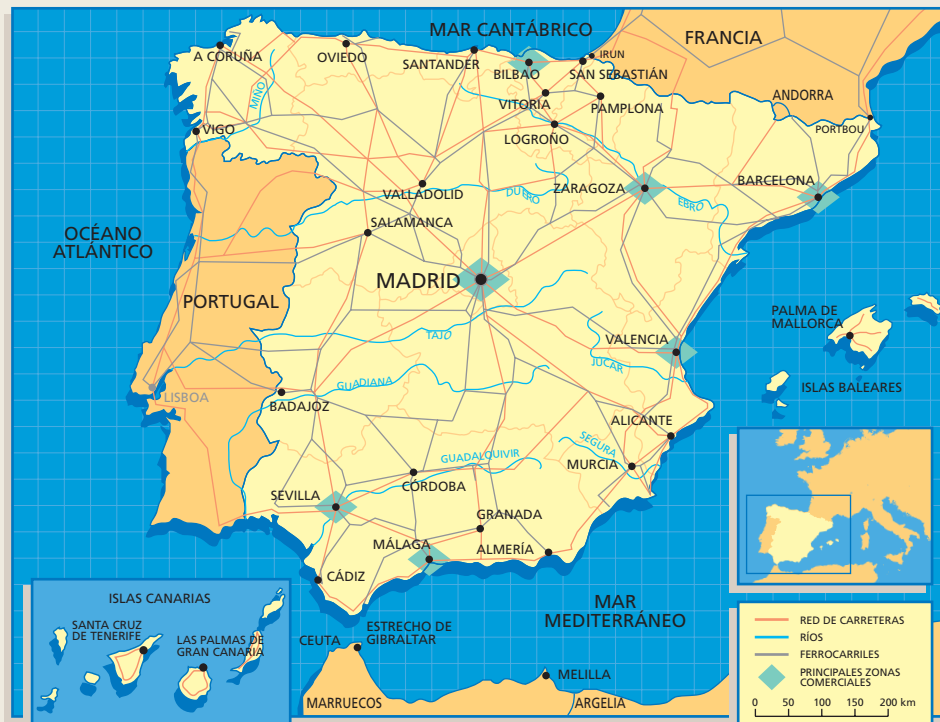 MAR CANTÁBRICO
FRANCIA
A CORUÑA
OVIEDO
SANTANDER
BILBAO
IRUN
SAN SEBASTIÁN
MIÑO
VITORIA
PAMPLONA
ANDORRA
VIGO
LOGROÑO
PORTBOU
VALLADOLID
DUERO
ZARAGOZA
EBRO
BARCELONA
SALAMANCA
OCÉANO
ATLÁNTICO
MADRID
PORTUGAL
PALMA DE
MALLORCA
TAJO
VALENCIA
JUCAR
ISLAS BALEARES
LISBOA
GUADIANA
BADAJOZ
ALICANTE
SEGURA
GUADALQUIVIR
MURCIA
CÓRDOBA
SEVILLA
GRANADA
MÁLAGA
ALMERÍA
CÁDIZ
ISLAS CANARIAS
SANTA CRUZ
DE TENERIFE
LAS PALMAS DE
GRAN CANARIA
MAR
MEDITERRÁNEO
CEUTA
ESTRECHO DE
GIBRALTAR
MELILLA
MARRUECOS
ARGELIA
RED DE CARRETERAS
RÍOS
FERROCARRILES
PRINCIPALES ZONAS
COMERCIALES
0 50 100 150 200 km